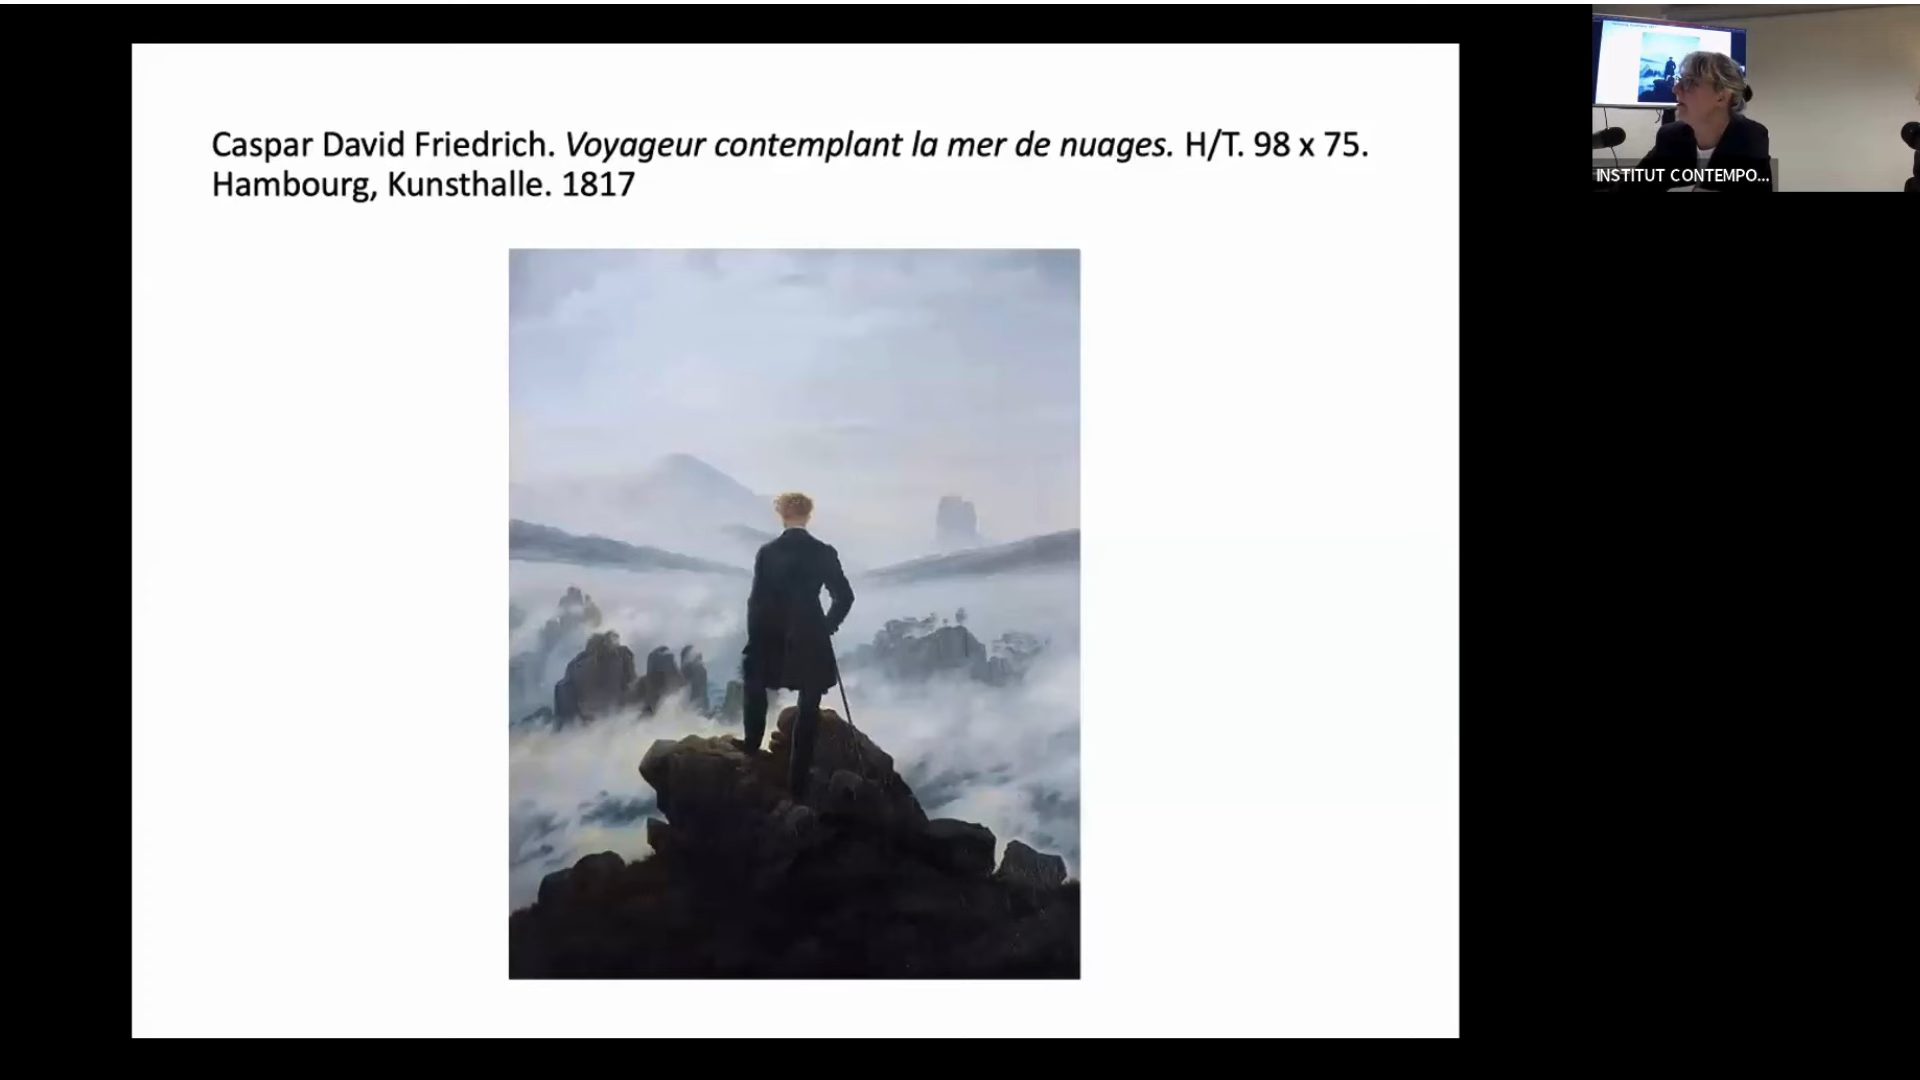 Caspar David Friedrich. Voyageur contemplant la mer de nuages. H/T. 98 x 75.
Hambourg, Kunsthalle. 1817
INSTITUT CONTEMPO...